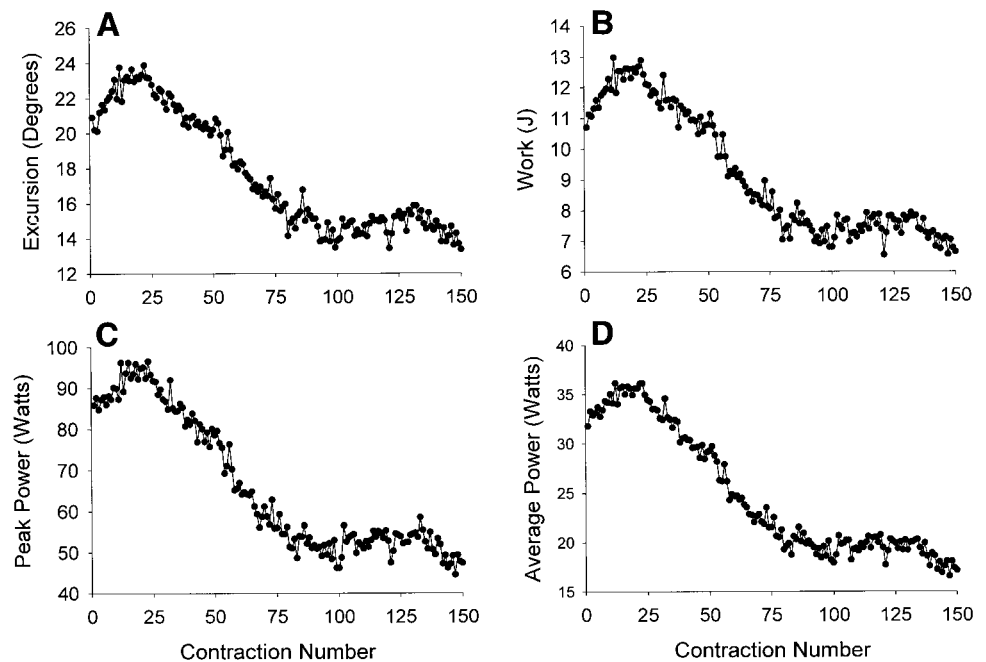 A
Excursion (Degrees)
26
24
22
20
18
16
14
12
0 25 50 75 100 125 150
B
Work (J)
14
13
12
11
10
9
8
7
6
0 25 50 75 100 125 150
C
Peak Power (Watts)
100
90
80
70
60
50
40
0 25 50 75 100 125 150
Contraction Number
D
Average Power (Watts)
40
35
30
25
20
15
0 25 50 75 100 125 150
Contraction Number